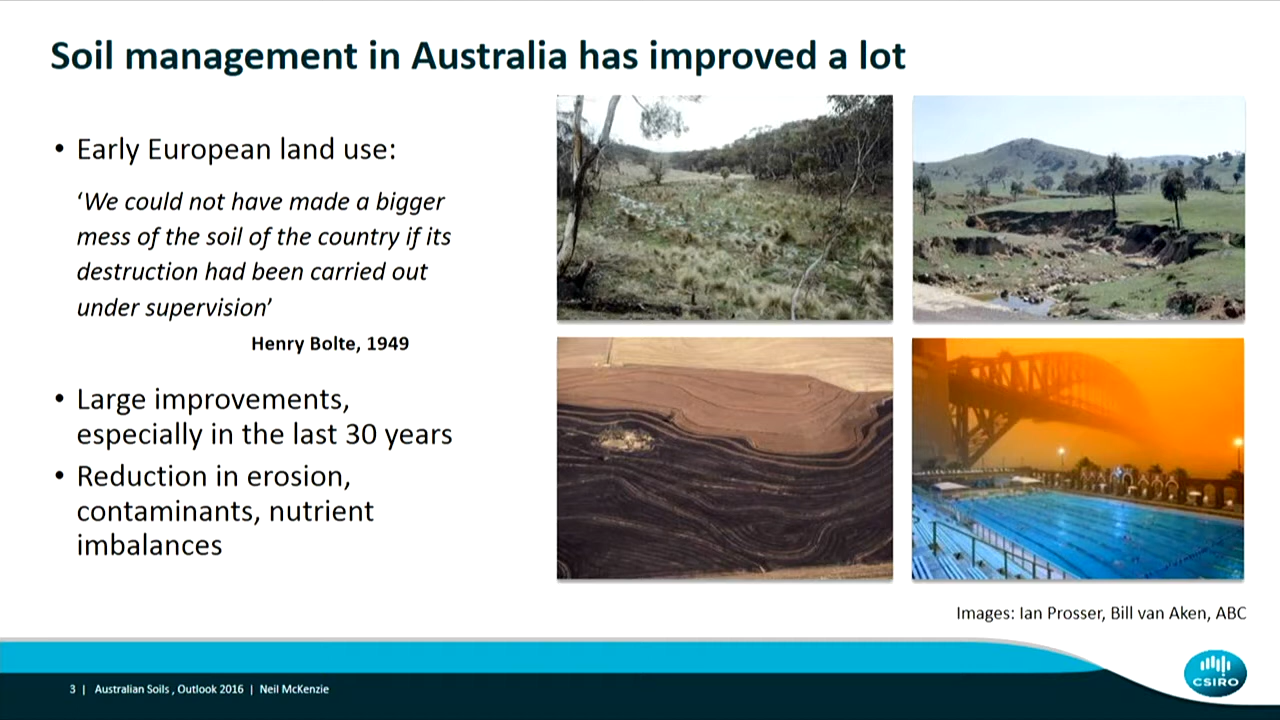 Soil management in Australia has improved a lot
• Early European land use:
‘We could not have made a bigger
mess of the soil of the country if its
destruction had been carried out
under supervision’
Henry Bolte, 1949
• Large improvements,
especially in the last 30 years
• Reduction in erosion,
contaminants, nutrient
imbalances
Images: Ian Prosser, Bill van Aken, ABC
3 | Australian Soils , Outlook 2016 | Neil McKenzie
CSIRO